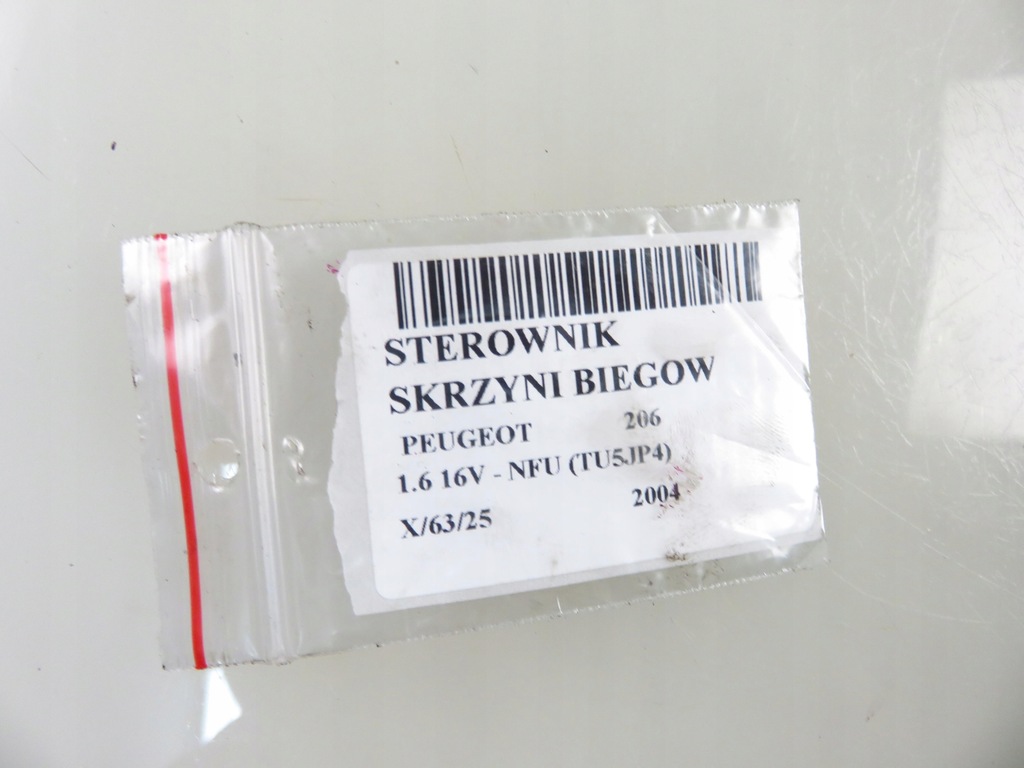 STEROWNIK
SKRZYNI BIEGOW
PEUGEOT 206
1.6 16V - NFU (TU5JP4)
X/63/25 2004